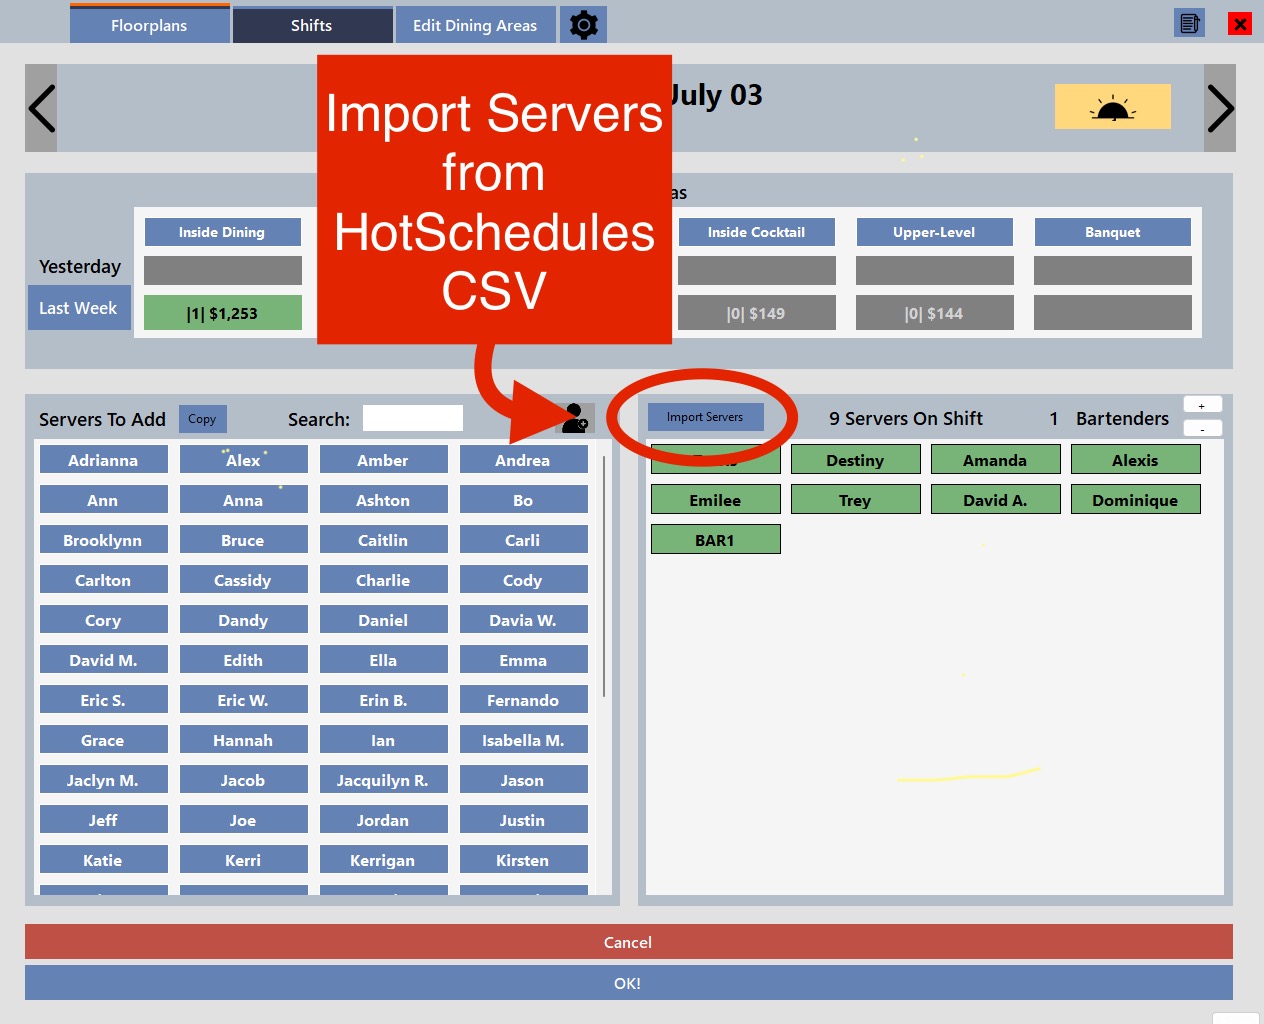 Floorplans
Shifts
Edit Dining Areas
Import Servers
from
HotSchedules
CSV
July 03
as
Inside Dining
Inside Cocktail
Upper-Level
Banquet
Yesterday
Last Week
|1| $1,253
|0| $149
|0| $144
Servers To Add
Copy
Search:
Import Servers
9 Servers On Shift
1 Bartenders
+
-
Adrianna Alex Amber Andrea
Ann Anna Ashton Bo
Brooklynn Bruce Caitlin Carli
Carlton Cassidy Charlie Cody
Cory Dandy Daniel Davia W.
David M. Edith Ella Emma
Eric S. Eric W. Erin B. Fernando
Grace Hannah Ian Isabella M.
Jaclyn M. Jacob Jacquilyn R. Jason
Jeff Joe Jordan Justin
Katie Kerri Kerrigan Kirsten
Destiny Amanda Alexis
Emilee Trey David A. Dominique
BAR1
Cancel
OK!